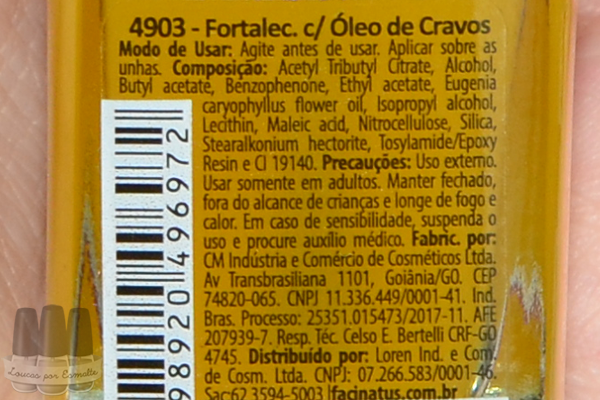 4903 - Fortalec. c/ Óleo de Cravos
Modo de Usar: Agite antes de usar. Aplicar sobre as
unhas. Composição: Acetyl Tributyl Citrate, Alcohol,
Butyl acetate, Benzophenone, Ethyl acetate, Eugenia
caryophyllus flower oil, Isopropyl alcohol,
Lecithin, Maleic acid, Nitrocellulose, Silica,
Stearalkonium hectorite, Tosylamide/Epoxy
Resin e CI 19140. Precauções: Uso externo.
Usar somente em adultos. Manter fechado,
fora do alcance de crianças e longe de fogo e
calor. Em caso de sensibilidade, suspenda o
uso e procure auxílio médico. Fabric. por:
CM Indústria e Comércio de Cosméticos Ltda.
Av Transbrasiliana 1101, Goiânia/GO. CEP
74820-065. CNPJ 11.336.449/0001-41. Ind.
Bras. Processo: 25351.015473/2017-11. AFE
207939-7. Resp. Téc. Celso E. Bertelli CRF-GO
4745. Distribuído por: Loren Ind. e Com.
de Cosm. Ltda. CNPJ: 07.266.583/0001-46.
Sac62 3594-5003 | facinatus.com.br
98920496972
Loucas por Esmalte